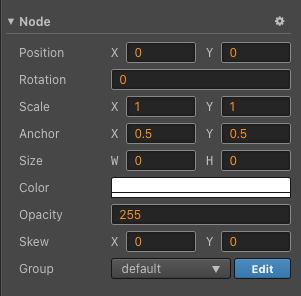 Node
Position X 0 Y 0
Rotation 0
Scale X 1 Y 1
Anchor X 0.5 Y 0.5
Size W 0 H 0
Color
Opacity 255
Skew X 0 Y 0
Group default Edit